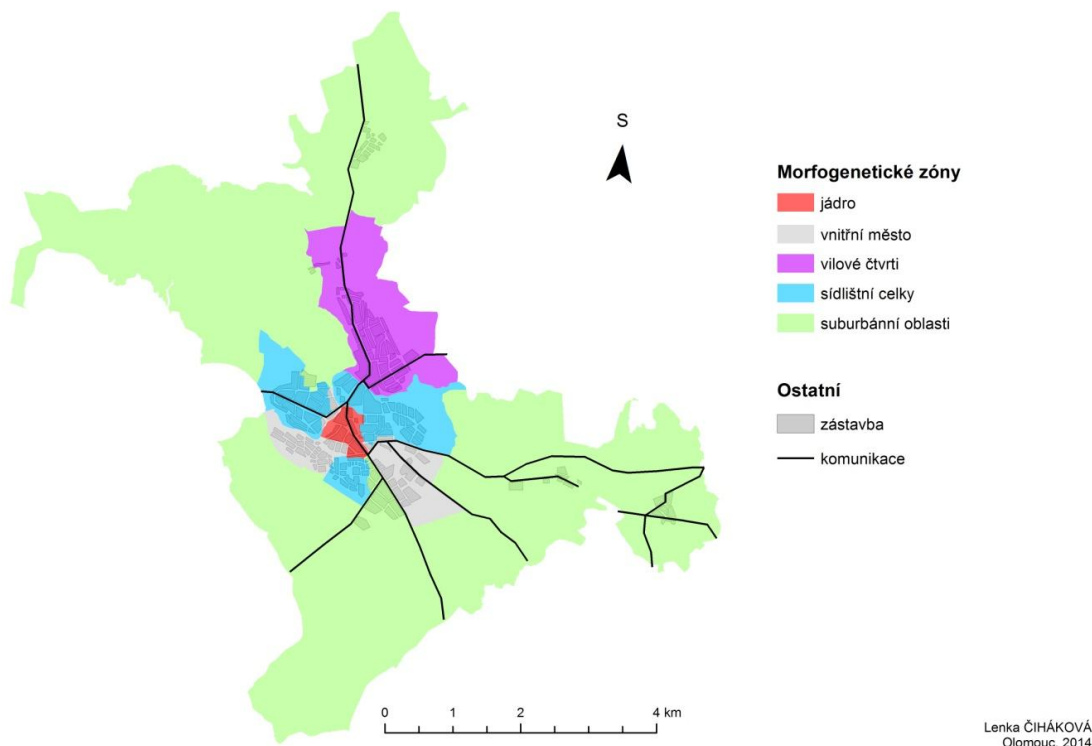 S
Morfogenetické zóny
jádro
vnitřní město
vilové čtvrti
sídlištní celky
suburbánní oblasti
Ostatní
zástavba
komunikace
0 1 2 4 km
Lenka ČIHÁKOVÁ
Olomouc, 2014